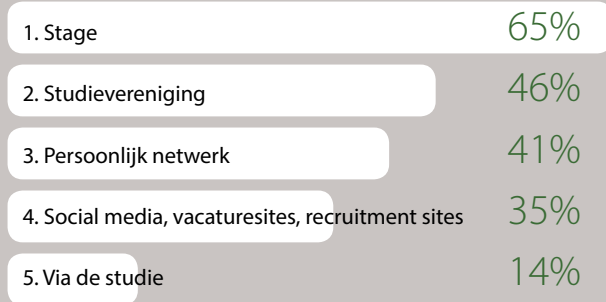 1. Stage 65%
2. Studievereniging 46%
3. Persoonlijk netwerk 41%
4. Social media, vacaturesites, recruitment sites 35%
5. Via de studie 14%